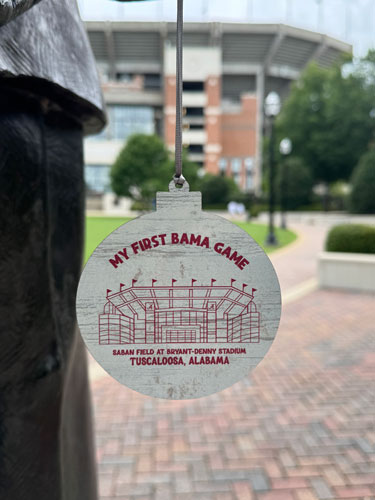 MY FIRST BAMA GAME
SABAN FIELD AT BRYANT-DENNY STADIUM
TUSCALOOSA, ALABAMA